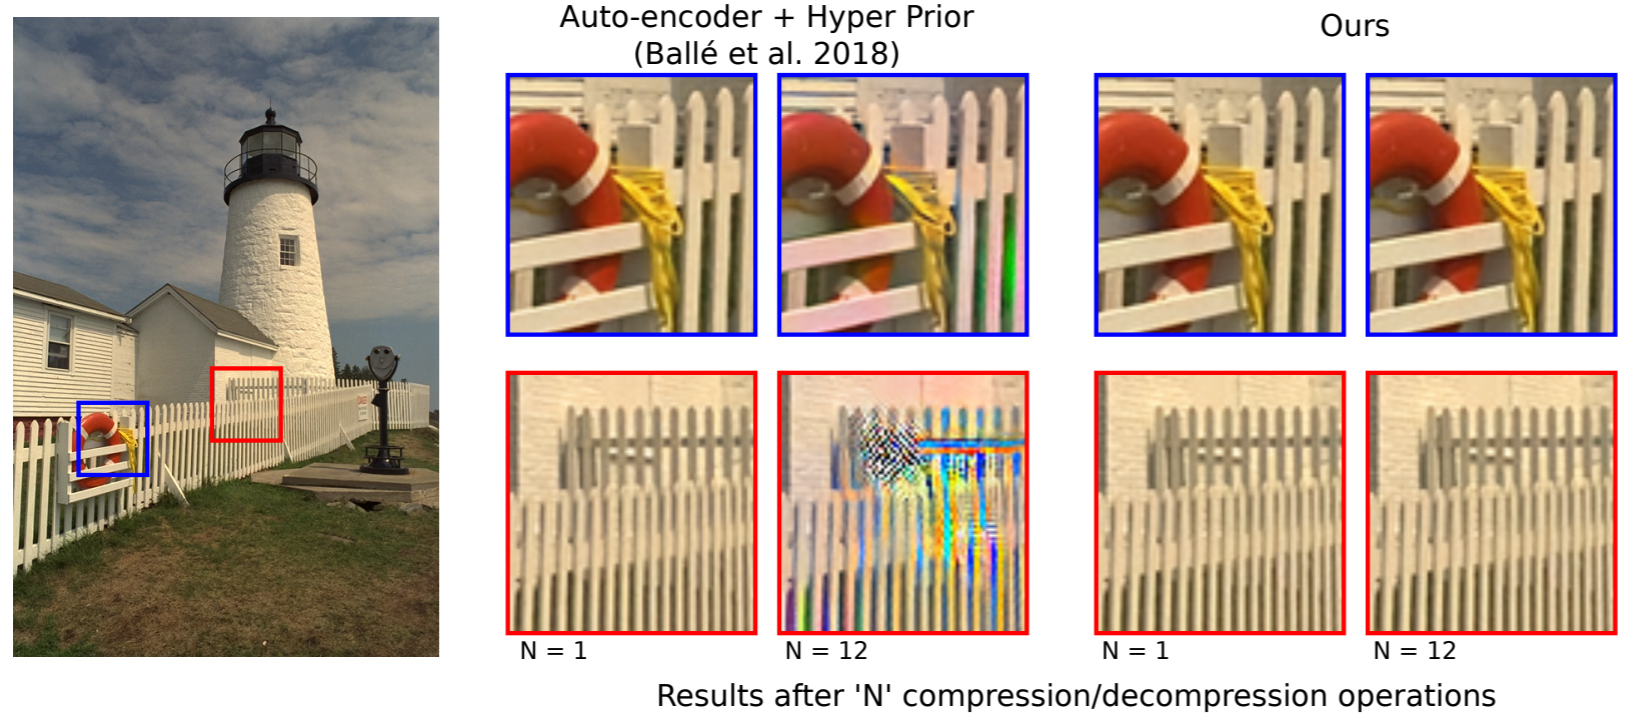 Auto-encoder + Hyper Prior
(Ballé et al. 2018)
Ours
N = 1
N = 12
N = 1
N = 12
Results after 'N' compression/decompression operations